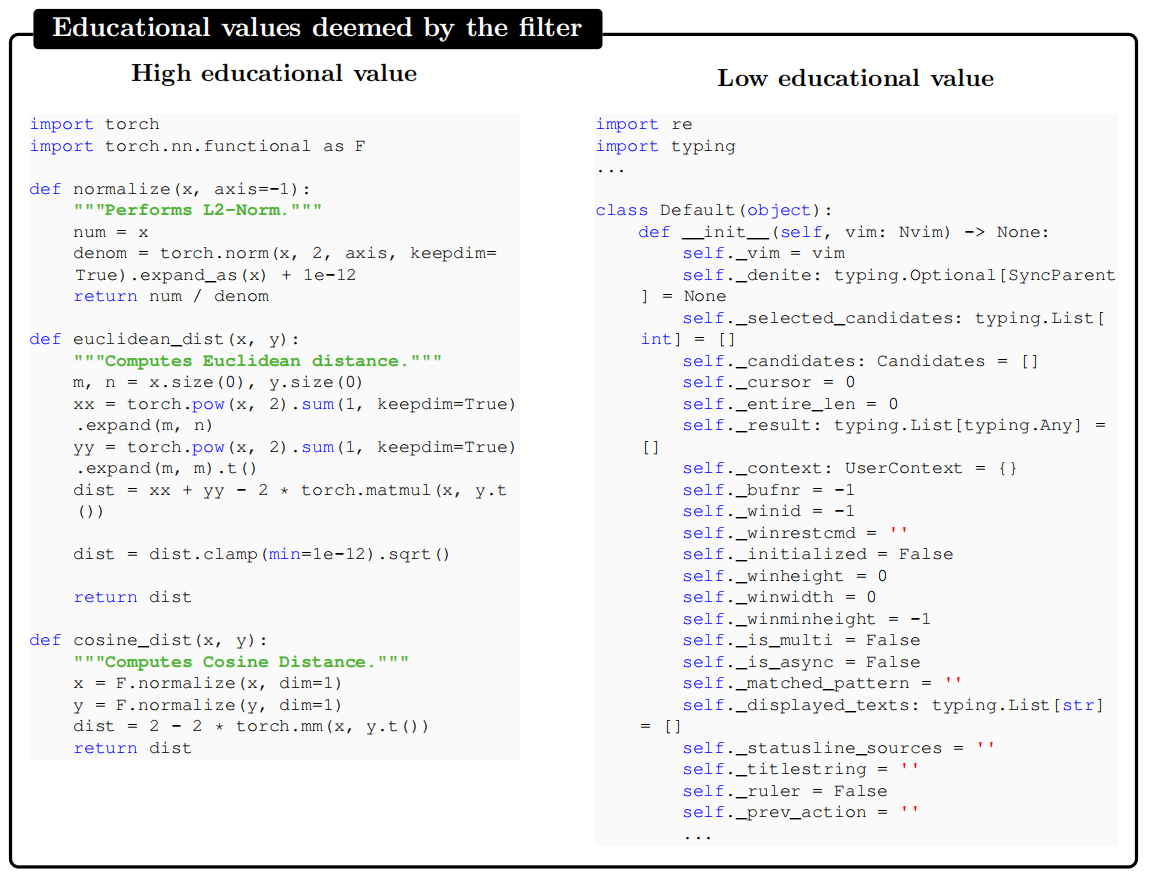 Educational values deemed by the filter
High educational value
import torch
import torch.nn.functional as F
def normalize(x, axis=-1):
"""Performs L2-Norm."""
num = x
denom = torch.norm(x, 2, axis, keepdim=
True).expand_as(x) + 1e-12
return num / denom
def euclidean_dist(x, y):
"""Computes Euclidean distance."""
m, n = x.size(0), y.size(0)
xx = torch.pow(x, 2).sum(1, keepdim=True)
.expand(m, n)
yy = torch.pow(x, 2).sum(1, keepdim=True)
.expand(m, m).t()
dist = xx + yy - 2 * torch.matmul(x, y.t
())
dist = dist.clamp(min=1e-12).sqrt()
return dist
def cosine_dist(x, y):
"""Computes Cosine Distance."""
x = F.normalize(x, dim=1)
y = F.normalize(y, dim=1)
dist = 2 - 2 * torch.mm(x, y.t())
return dist
Low educational value
import re
import typing
...
class Default(object):
def __init__(self, vim: Nvim) -> None:
self._vim = vim
self._denite: typing.Optional[SyncParent
] = None
self._selected_candidates: typing.List[
int] = []
self._candidates: Candidates = []
self._cursor = 0
self._entire_len = 0
self._result: typing.List[typing.Any] =
[]
self._context: UserContext = {}
self._bufnr = -1
self._winid = -1
self._winrestcmd = ''
self._initialized = False
self._winheight = 0
self._winwidth = 0
self._winminheight = -1
self._is_multi = False
self._is_async = False
self._matched_pattern = ''
self._displayed_texts: typing.List[str]
= []
self._statusline_sources = ''
self._titlestring = ''
self._ruler = False
self._prev_action = ''
...